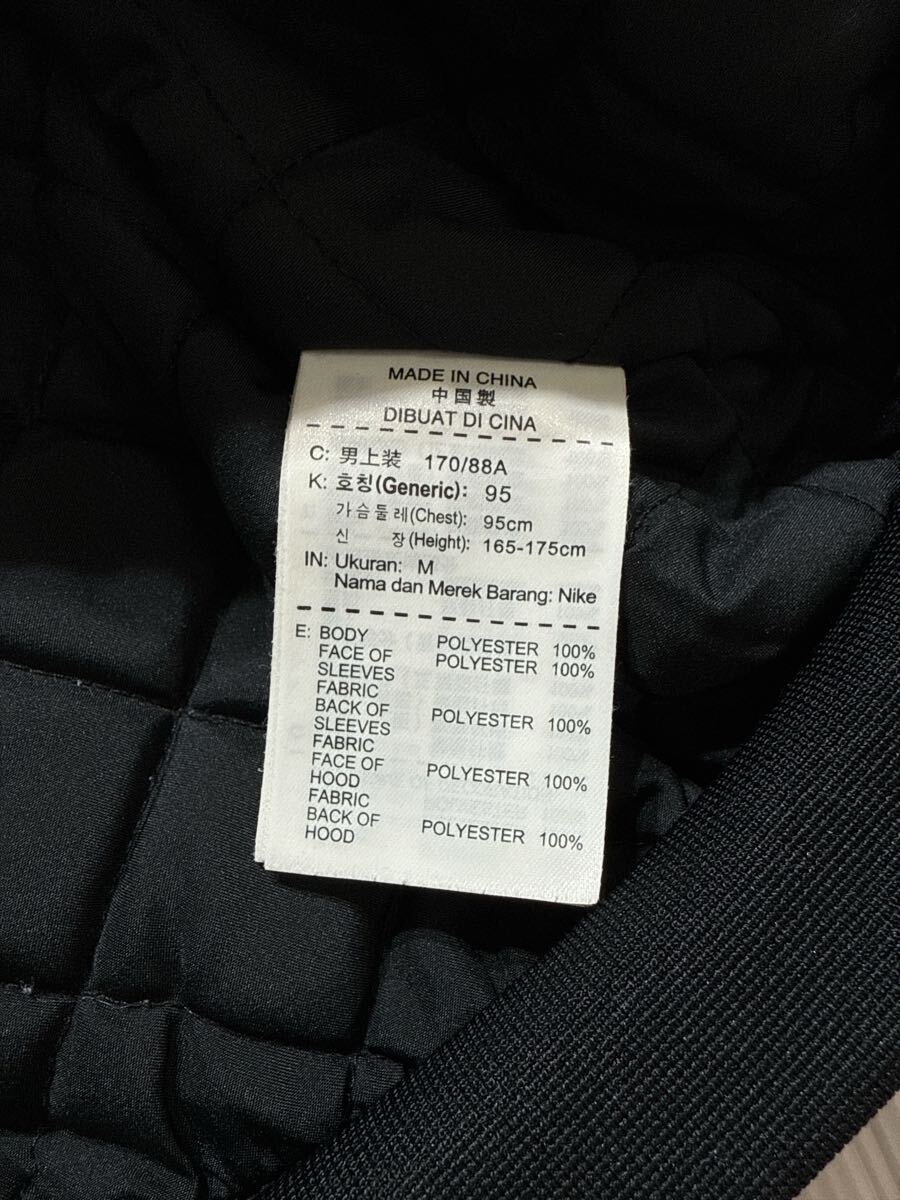 MADE IN CHINA
中国製
DIBUAT DI CINA
C: 男上装 170/88A
K: 호칭(Generic): 95
가슴둘레(Chest): 95cm
신 장(Height): 165-175cm
IN: Ukuran: M
Nama dan Merek Barang: Nike
E: BODY POLYESTER 100%
FACE OF POLYESTER 100%
SLEEVES
FABRIC
BACK OF POLYESTER 100%
SLEEVES
FABRIC
FACE OF POLYESTER 100%
HOOD
FABRIC
BACK OF POLYESTER 100%
HOOD